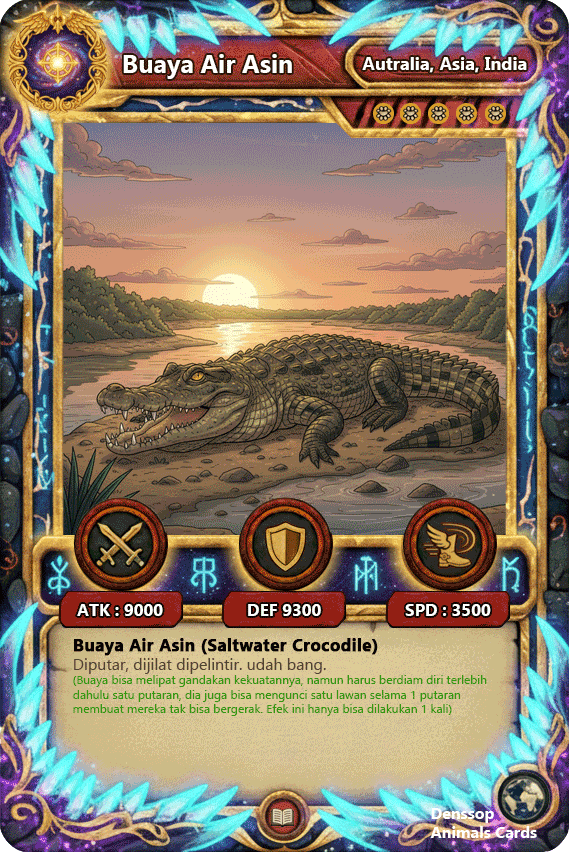 Buaya Air Asin
Autralia, Asia, India
ATK : 9000
DEF 9300
SPD : 3500
Buaya Air Asin (Saltwater Crocodile)
Diputar, dijilat dipelintir. udah bang.
(Buaya bisa melipat gandakan kekuatannya, namun harus berdiam diri terlebih
dahulu satu putaran, dia juga bisa mengunci satu lawan selama 1 putaran
membuat mereka tak bisa bergerak. Efek ini hanya bisa dilakukan 1 kali)
Denssop
Animals Cards